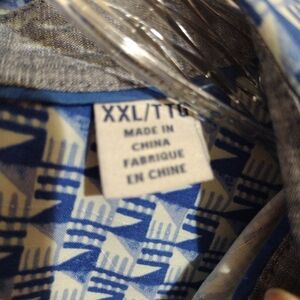 XXL/TTG
MADE IN
CHINA
FABRIQUE
EN CHINE